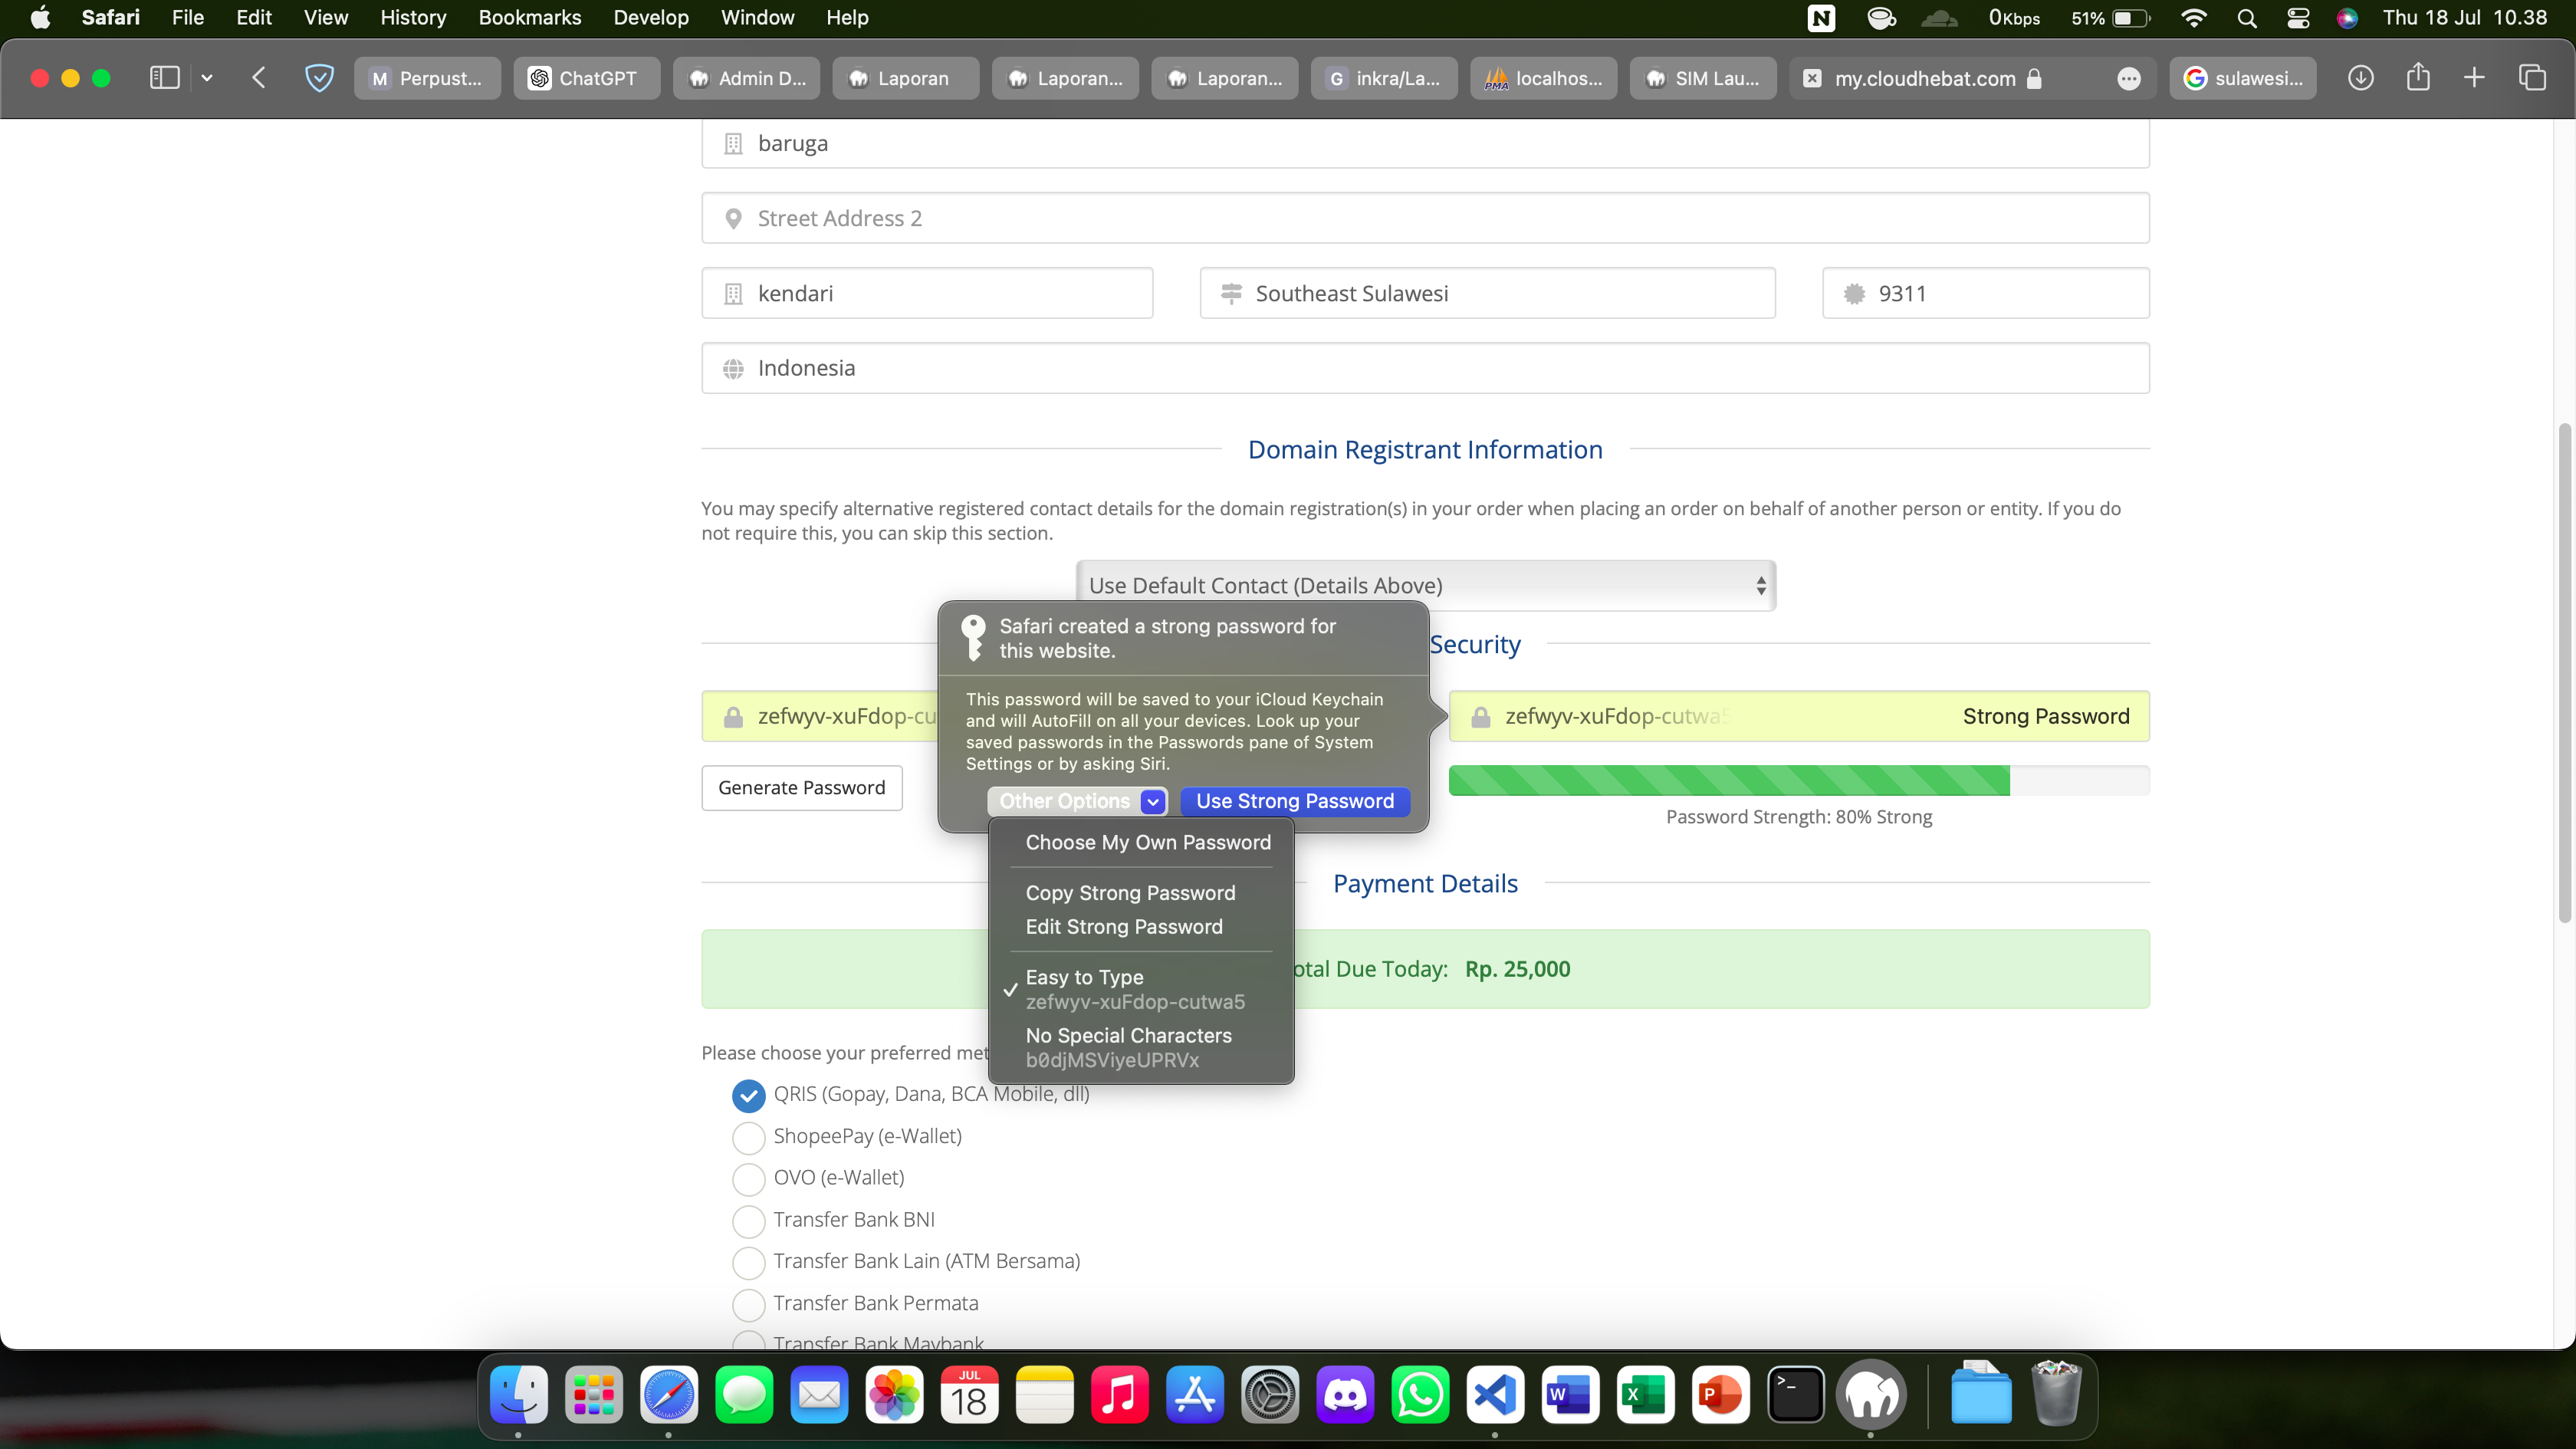 Safari File Edit View History Bookmarks Develop Window Help
0Kbps 51% Thu 18 Jul 10.38
M Perpust... ChatGPT Admin D... Laporan Laporan... Laporan... G inkra/La... PMA localhos... SIM Lau... my.cloudhebat.com sulawesi...
baruga
Street Address 2
kendari Southeast Sulawesi 9311
Indonesia
Domain Registrant Information
You may specify alternative registered contact details for the domain registration(s) in your order when placing an order on behalf of another person or entity. If you do
not require this, you can skip this section.
Use Default Contact (Details Above)
Safari created a strong password for
this website.
Security
This password will be saved to your iCloud Keychain
and will AutoFill on all your devices. Look up your
saved passwords in the Passwords pane of System
Settings or by asking Siri.
zefwyv-xuFdop-cu zefwyv-xuFdop-cutwa5 Strong Password
Generate Password
Other Options Use Strong Password
Password Strength: 80% Strong
Choose My Own Password
Copy Strong Password
Edit Strong Password
Easy to Type
zefwyv-xuFdop-cutwa5
No Special Characters
b0djMSViyeUPRVx
Payment Details
otal Due Today: Rp. 25,000
Please choose your preferred met
QRIS (Gopay, Dana, BCA Mobile, dll)
ShopeePay (e-Wallet)
OVO (e-Wallet)
Transfer Bank BNI
Transfer Bank Lain (ATM Bersama)
Transfer Bank Permata
Transfer Bank Maybank
JUL
18
W X P >_